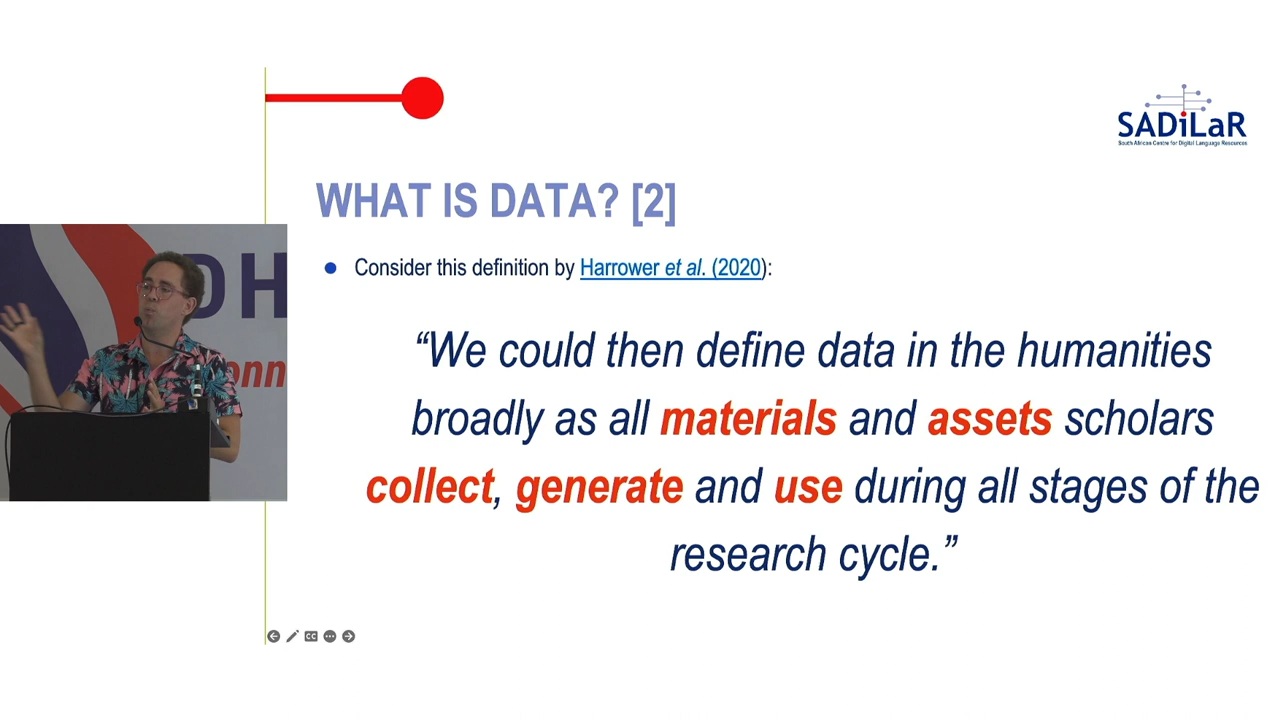 SADiLaR
South African Centre for Digital Language Resources
WHAT IS DATA? [2]
Consider this definition by Harrower et al. (2020):
“We could then define data in the humanities
broadly as all materials and assets scholars
collect, generate and use during all stages of the
research cycle.”
DH
onn
CC